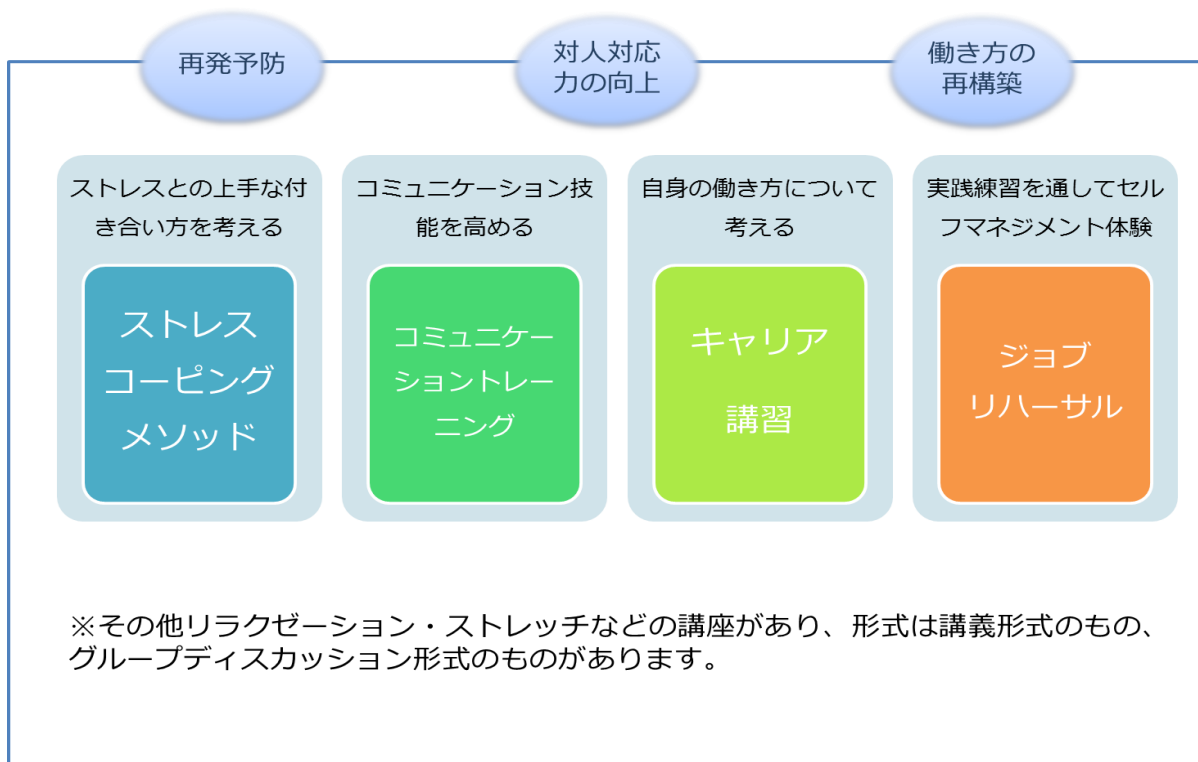 再発予防
対人対応
力の向上
働き方の
再構築
ストレスとの上手な付
き合い方を考える
ストレス
コーピング
メソッド
コミュニケーション技
能を高める
コミュニケー
ショントレー
ニング
自身の働き方について
考える
キャリア
講習
実践練習を通してセル
フマネジメント体験
ジョブ
リハーサル
※その他リラクゼーション・ストレッチなどの講座があり、形式は講義形式のもの、
グループディスカッション形式のものがあります。